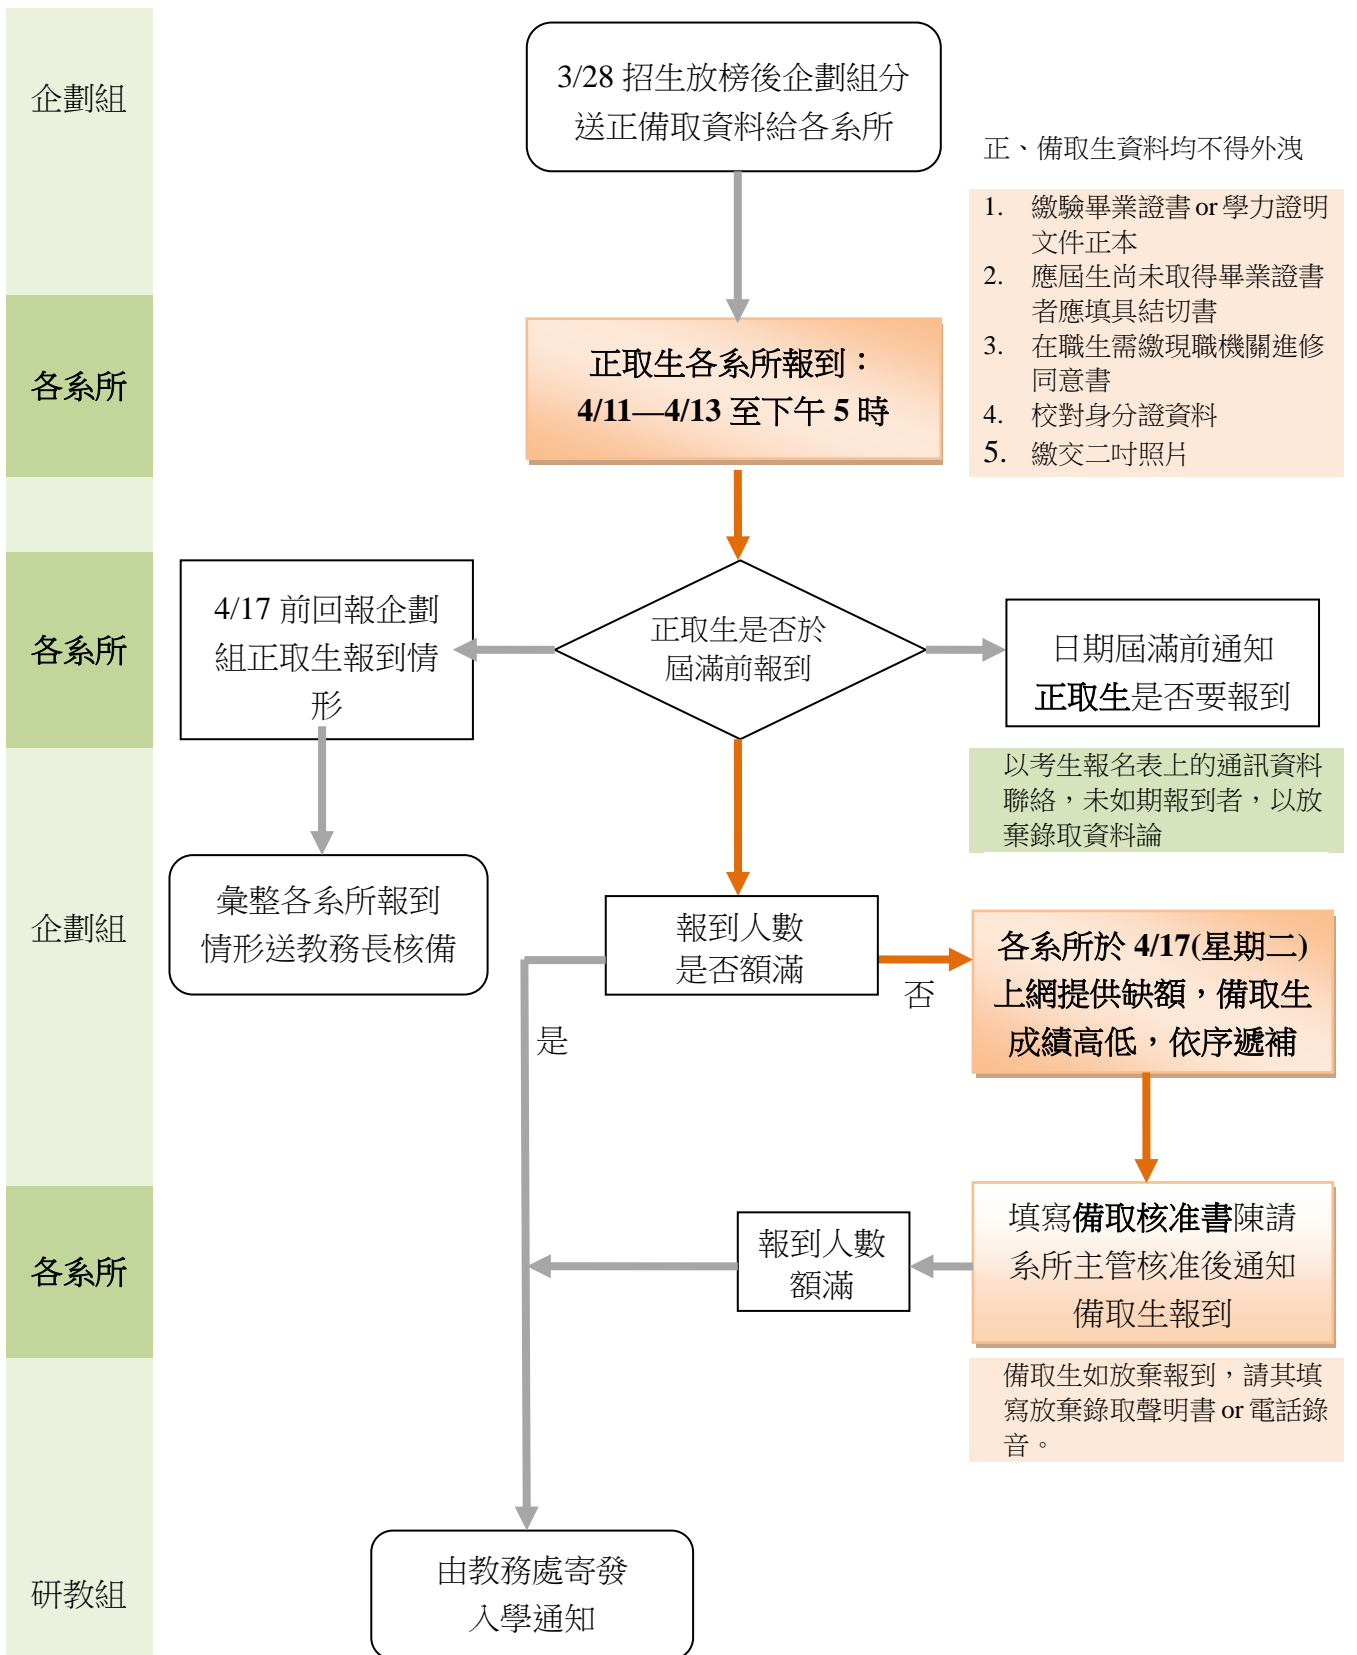 企劃組
3/28 招生放榜後企劃組分
送正備取資料給各系所
正、備取生資料均不得外洩
1. 繳驗畢業證書 or 學力證明
文件正本
2. 應屆生尚未取得畢業證書
者應填具結切書
3. 在職生需繳現職機關進修
同意書
4. 校對身分證資料
5. 繳交二吋照片
各系所
正取生各系所報到：
4/11—4/13 至下午 5 時
各系所
4/17 前回報企劃
組正取生報到情
形
正取生是否於
屆滿前報到
日期屆滿前通知
正取生是否要報到
以考生報名表上的通訊資料
聯絡，未如期報到者，以放
棄錄取資料論
企劃組
彙整各系所報到
情形送教務長核備
報到人數
是否額滿
否
是
各系所於 4/17(星期二)
上網提供缺額，備取生
成績高低，依序遞補
各系所
報到人數
額滿
填寫備取核准書陳請
系所主管核准後通知
備取生報到
備取生如放棄報到，請其填
寫放棄錄取聲明書 or 電話錄
音。
研教組
由教務處寄發
入學通知